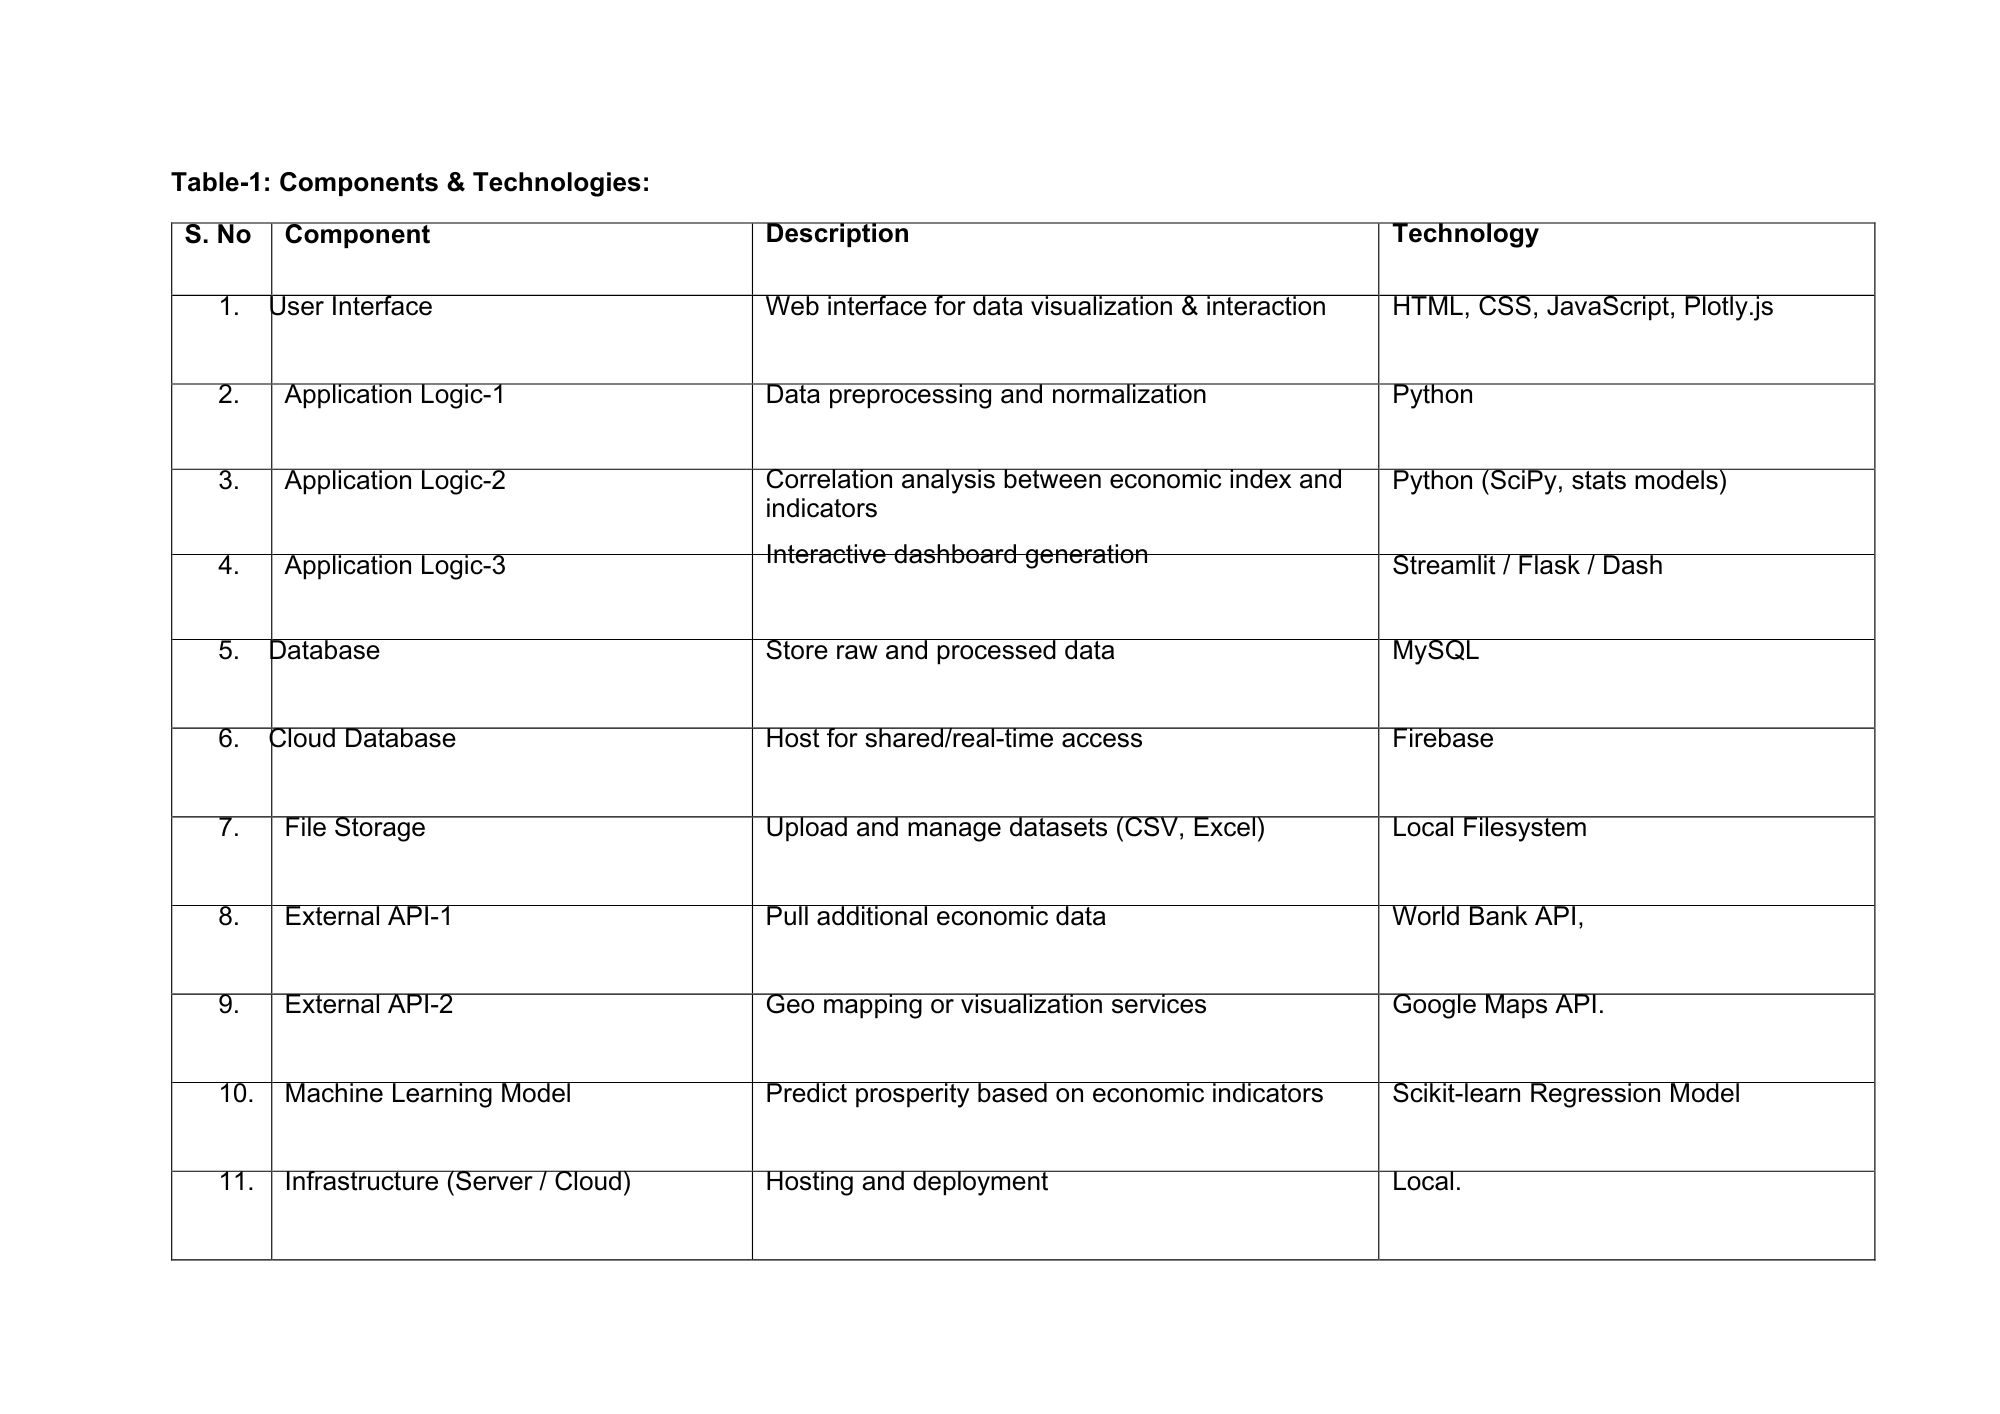 Table-1: Components & Technologies:
S. No Component Description Technology
1. User Interface Web interface for data visualization & interaction HTML, CSS, JavaScript, Plotly.js
2. Application Logic-1 Data preprocessing and normalization Python
3. Application Logic-2 Correlation analysis between economic index and Python (SciPy, stats models)
indicators
4. Application Logic-3 Interactive dashboard generation Streamlit / Flask / Dash
5. Database Store raw and processed data MySQL
6. Cloud Database Host for shared/real-time access Firebase
7. File Storage Upload and manage datasets (CSV, Excel) Local Filesystem
8. External API-1 Pull additional economic data World Bank API,
9. External API-2 Geo mapping or visualization services Google Maps API.
10. Machine Learning Model Predict prosperity based on economic indicators Scikit-learn Regression Model
11. Infrastructure (Server / Cloud) Hosting and deployment Local.